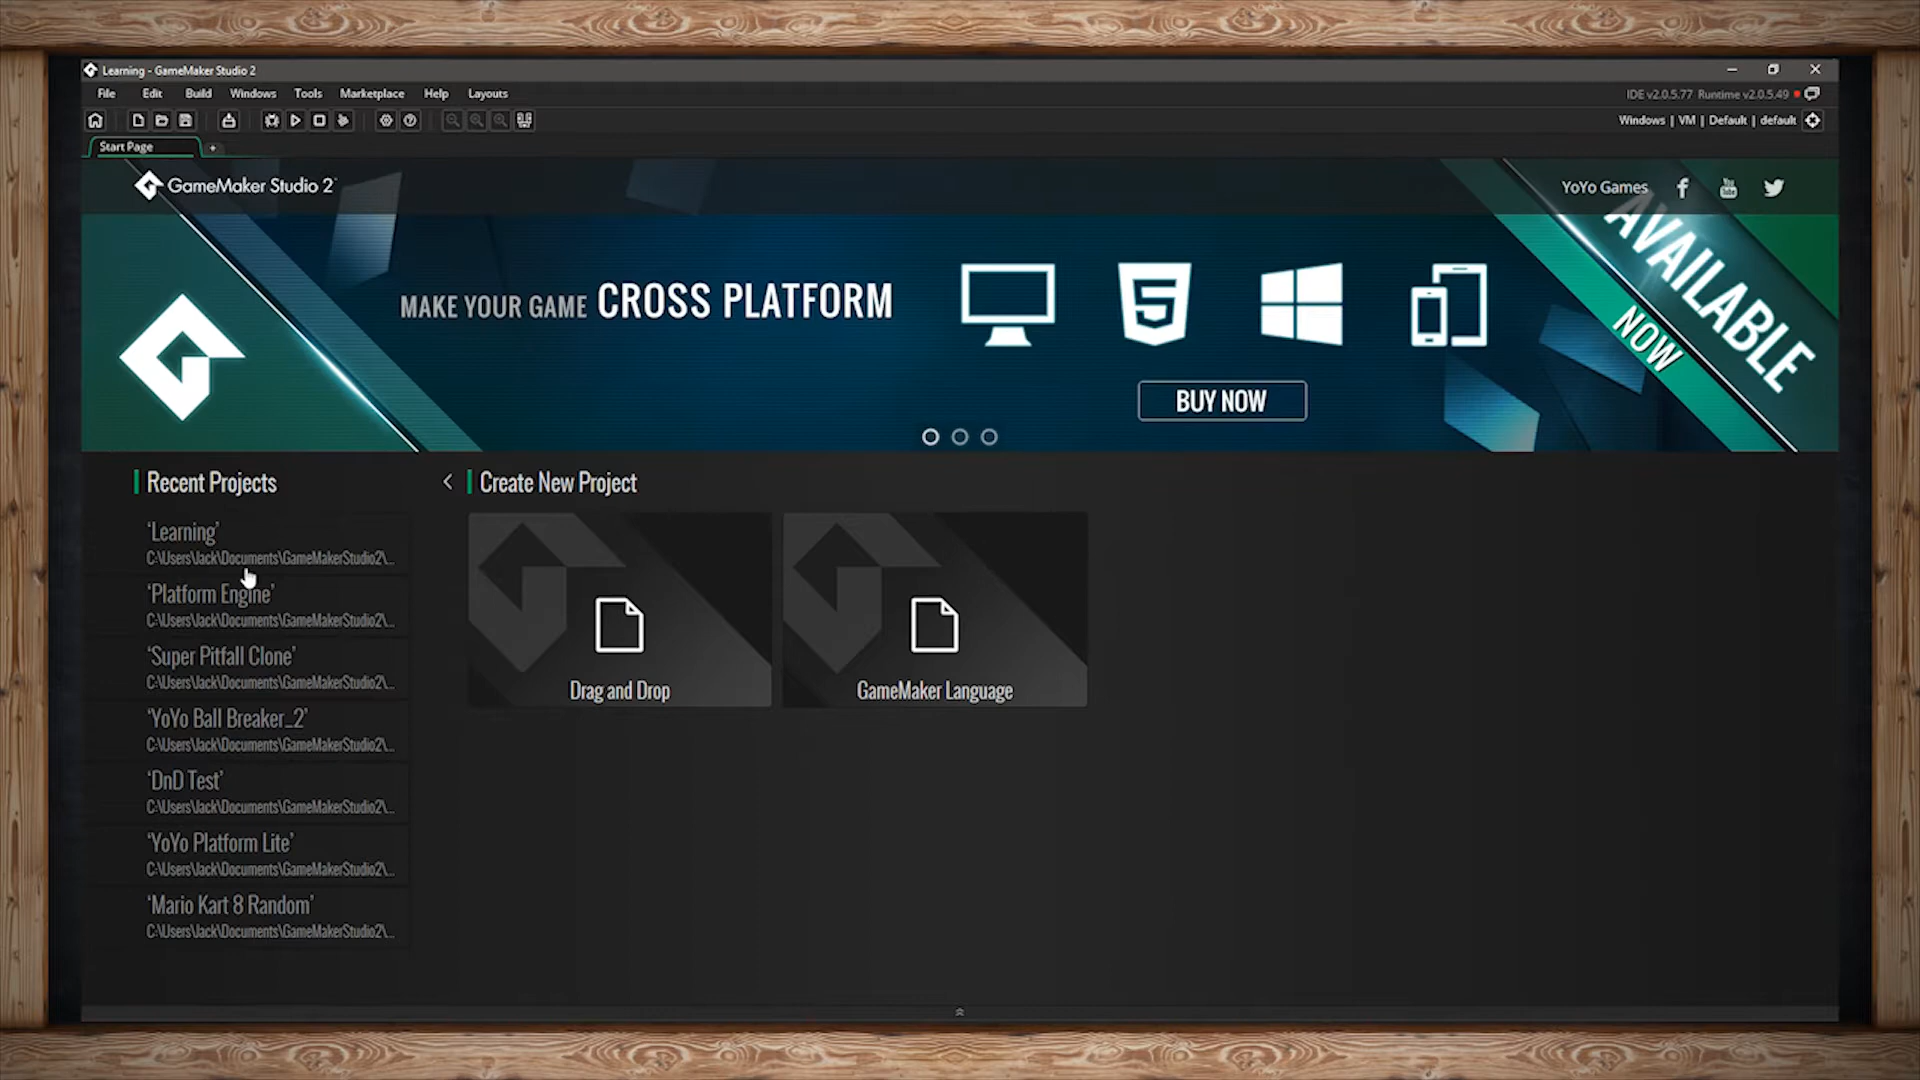 Learning - GameMaker Studio 2
File Edit Build Windows Tools Marketplace Help Layouts
IDE v2.0.5.77 Runtime v2.0.5.49
Windows | VM | Default | default
Start Page +
GameMaker Studio 2
YoYo Games
You Tube
AVAILABLE
NOW
MAKE YOUR GAME CROSS PLATFORM
BUY NOW
Recent Projects
Create New Project
'Learning'
C:\Users\Jack\Documents\GameMakerStudio2\...
'Platform Engine'
C:\Users\Jack\Documents\GameMakerStudio2\...
'Super Pitfall Clone'
C:\Users\Jack\Documents\GameMakerStudio2\...
'YoYo Ball Breaker_2'
C:\Users\Jack\Documents\GameMakerStudio2\...
'DnD Test'
C:\Users\Jack\Documents\GameMakerStudio2\...
'YoYo Platform Lite'
C:\Users\Jack\Documents\GameMakerStudio2\...
'Mario Kart 8 Random'
C:\Users\Jack\Documents\GameMakerStudio2\...
Drag and Drop
GameMaker Language